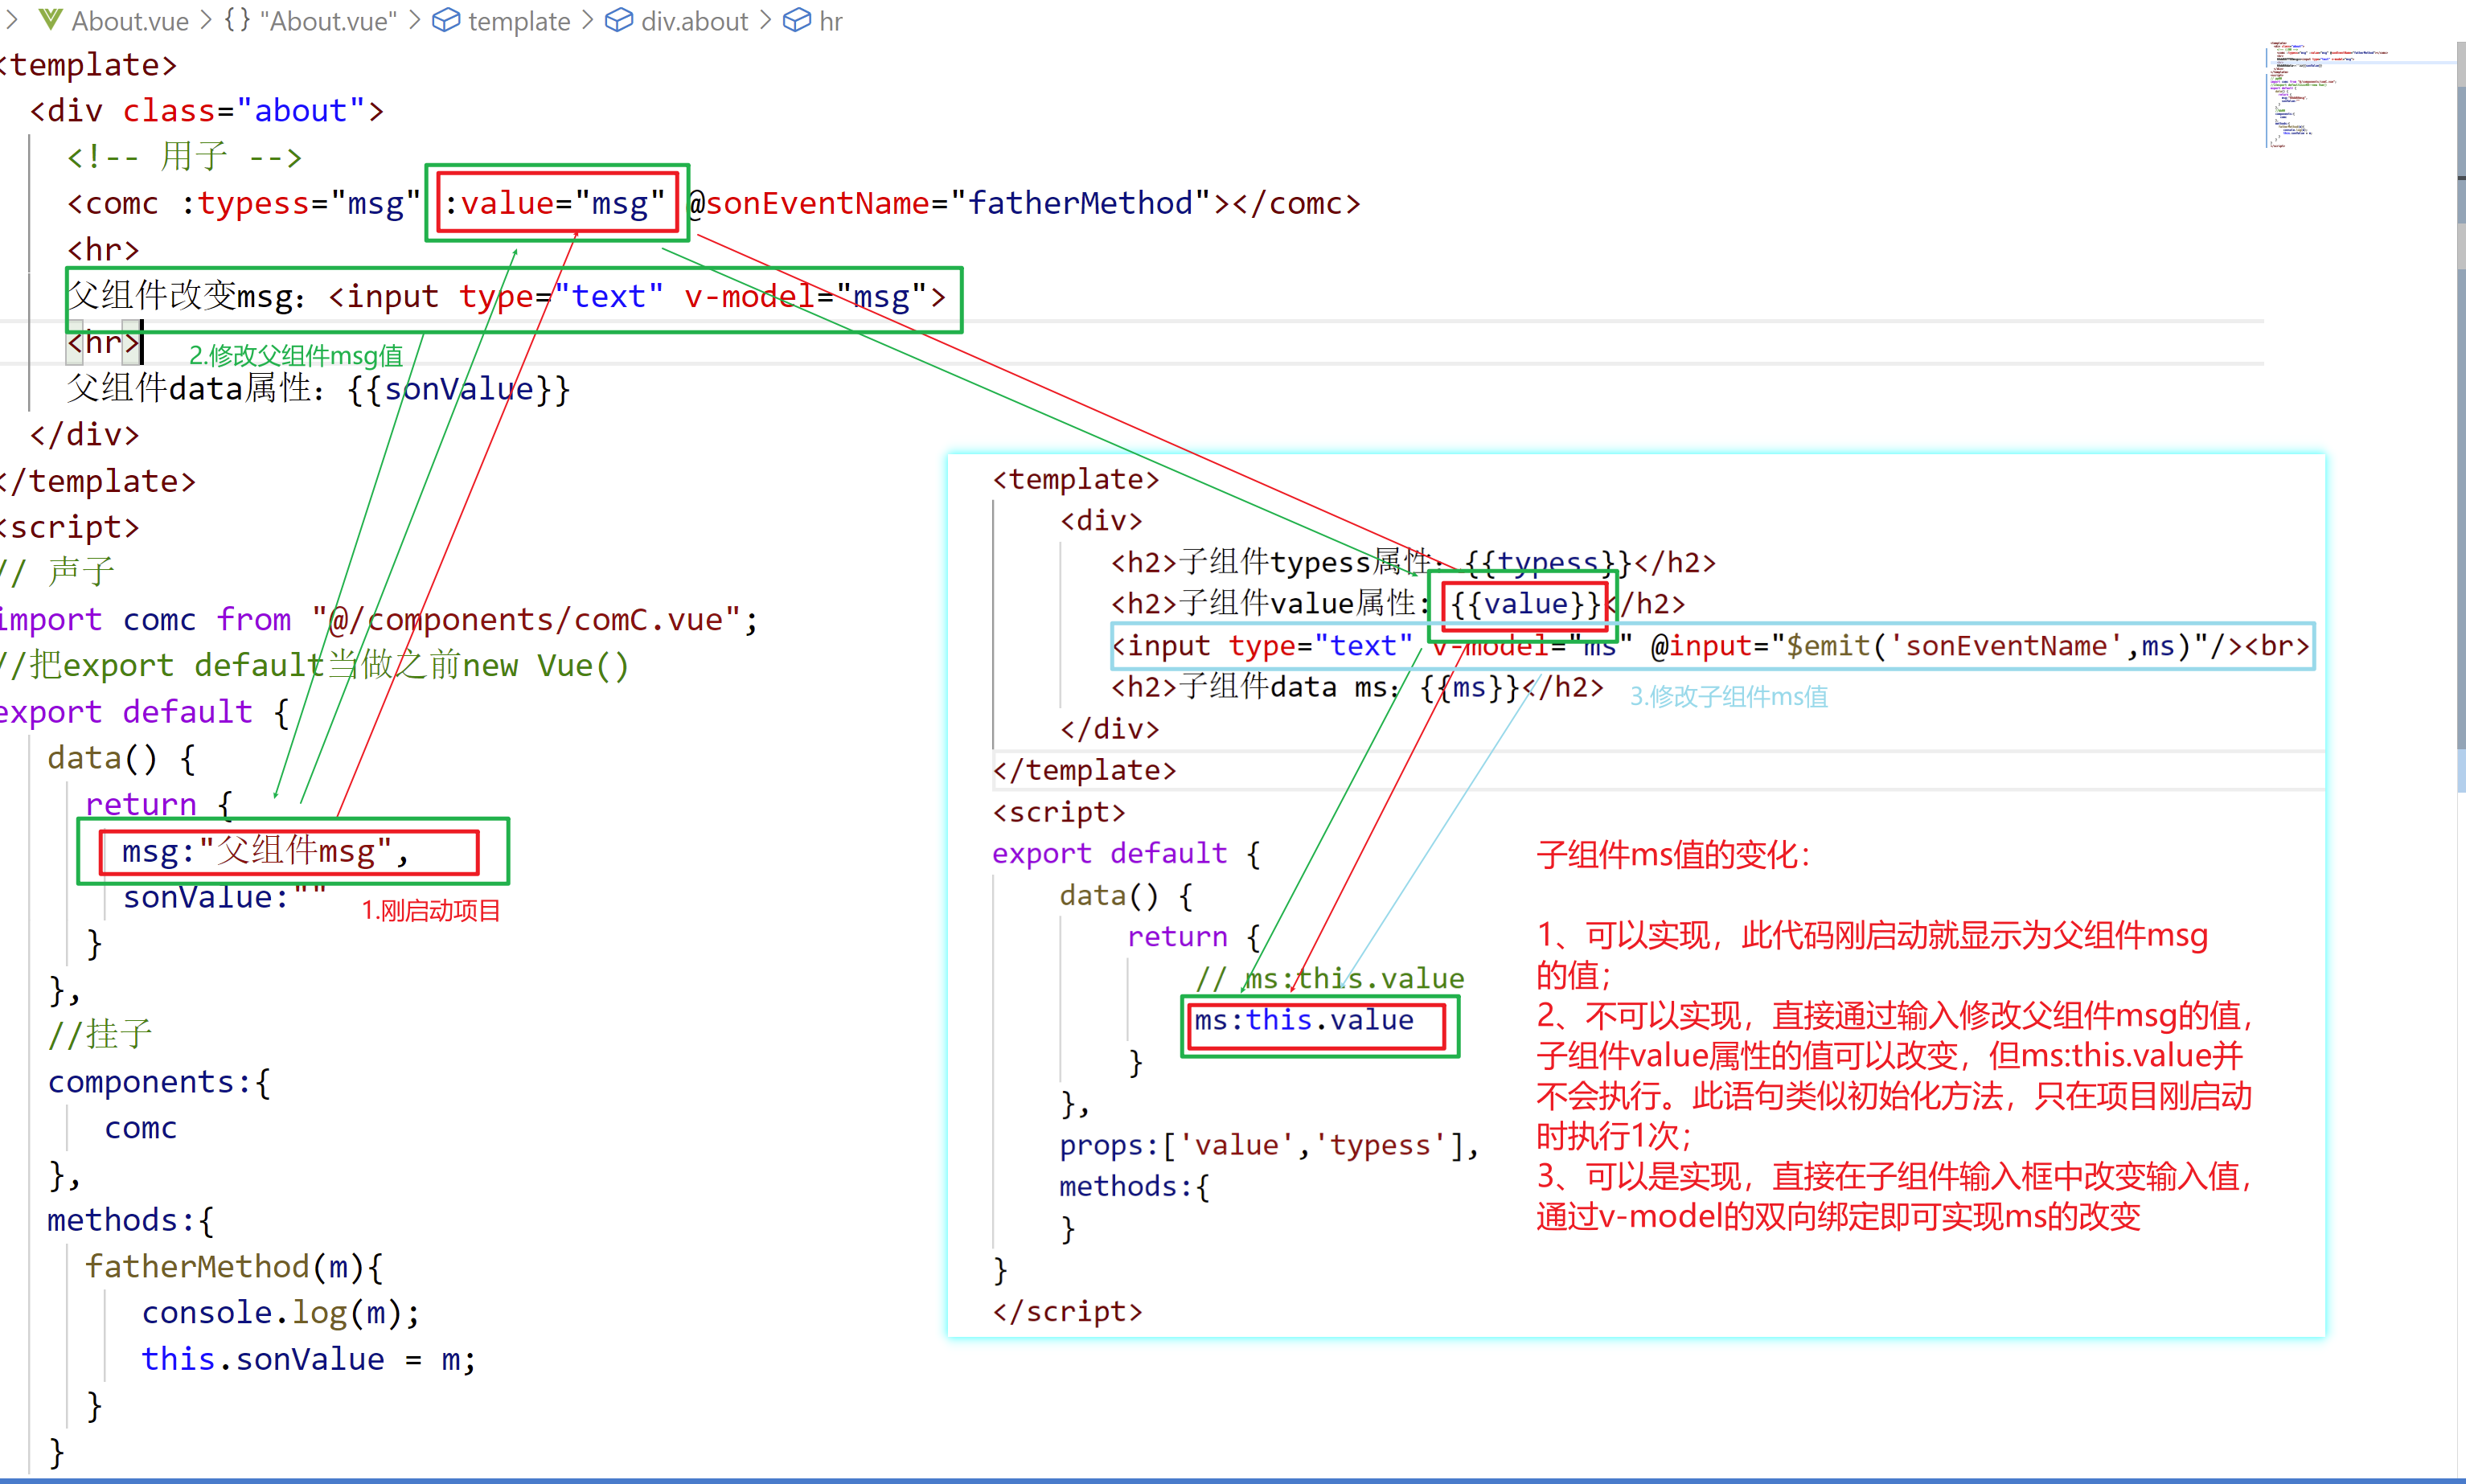 About.vue > {} "About.vue" > template > div.about > hr
<template>
<div class="about">
<!-- 用子 -->
<comc :typess="msg" :value="msg" @sonEventName="fatherMethod"></comc>
<hr>
父组件改变msg：<input type="text" v-model="msg">
<hr>
2.修改父组件msg值
父组件data属性：{{sonValue}}
</div>
</template>
<script>
// 声子
import comc from "@/components/comC.vue";
//把export default当做之前new Vue()
export default {
data() {
return {
msg:"父组件msg",
sonValue:""
1.刚启动项目
}
},
//挂子
components:{
comc
},
methods:{
fatherMethod(m){
console.log(m);
this.sonValue = m;
}
}
<template>
<div>
<h2>子组件typess属性：{{typess}}</h2>
<h2>子组件value属性：{{value}}</h2>
<input type="text" v-model="ms" @input="$emit('sonEventName',ms)"/><br>
<h2>子组件data ms：{{ms}}</h2>
3.修改子组件ms值
</div>
</template>
<script>
export default {
data() {
return {
// ms:this.value
ms:this.value
}
},
props:['value','typess'],
methods:{
}
}
</script>
子组件ms值的变化：
1、可以实现，此代码刚启动就显示为父组件msg
的值；
2、不可以实现，直接通过输入修改父组件msg的值，
子组件value属性的值可以改变，但ms:this.value并
不会执行。此语句类似初始化方法，只在项目刚启动
时执行1次；
3、可以是实现，直接在子组件输入框中改变输入值，
通过v-model的双向绑定即可实现ms的改变